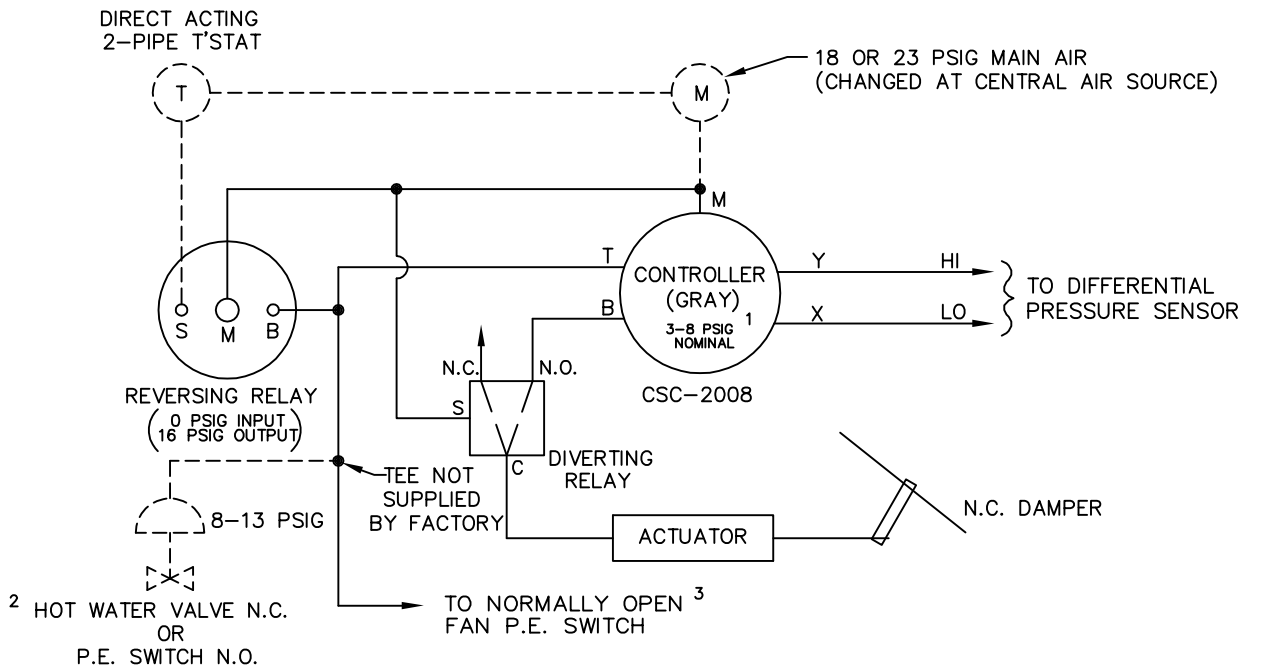 DIRECT ACTING
2-PIPE T'STAT
T
M
18 OR 23 PSIG MAIN AIR
(CHANGED AT CENTRAL AIR SOURCE)
M
T
CONTROLLER
(GRAY)
3-8 PSIG 1
NOMINAL
B
Y
HI
X
LO
TO DIFFERENTIAL
PRESSURE SENSOR
CSC-2008
S
M
B
REVERSING RELAY
(0 PSIG INPUT
16 PSIG OUTPUT)
N.C.
N.O.
S
C
DIVERTING
RELAY
TEE NOT
SUPPLIED
BY FACTORY
8-13 PSIG
ACTUATOR
N.C. DAMPER
2 HOT WATER VALVE N.C.
OR
P.E. SWITCH N.O.
TO NORMALLY OPEN 3
FAN P.E. SWITCH